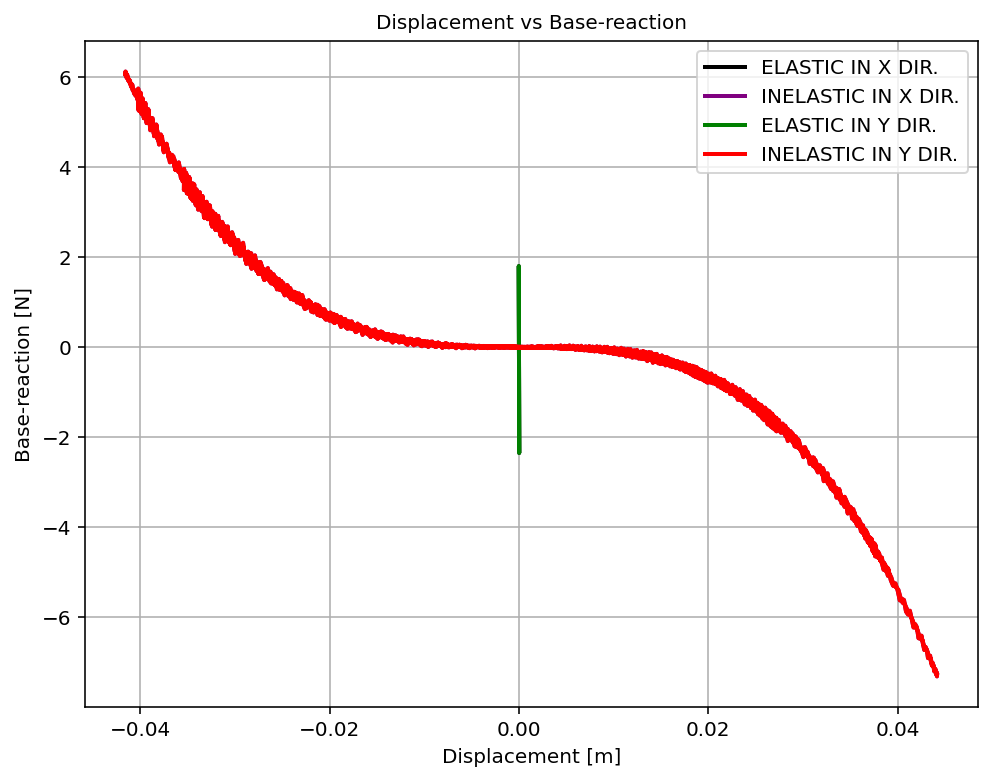 Displacement vs Base-reaction
ELASTIC IN X DIR.
INELASTIC IN X DIR.
ELASTIC IN Y DIR.
INELASTIC IN Y DIR.
6
4
2
0
−2
−4
−6
Base-reaction [N]
−0.04 −0.02 0.00 0.02 0.04
Displacement [m]